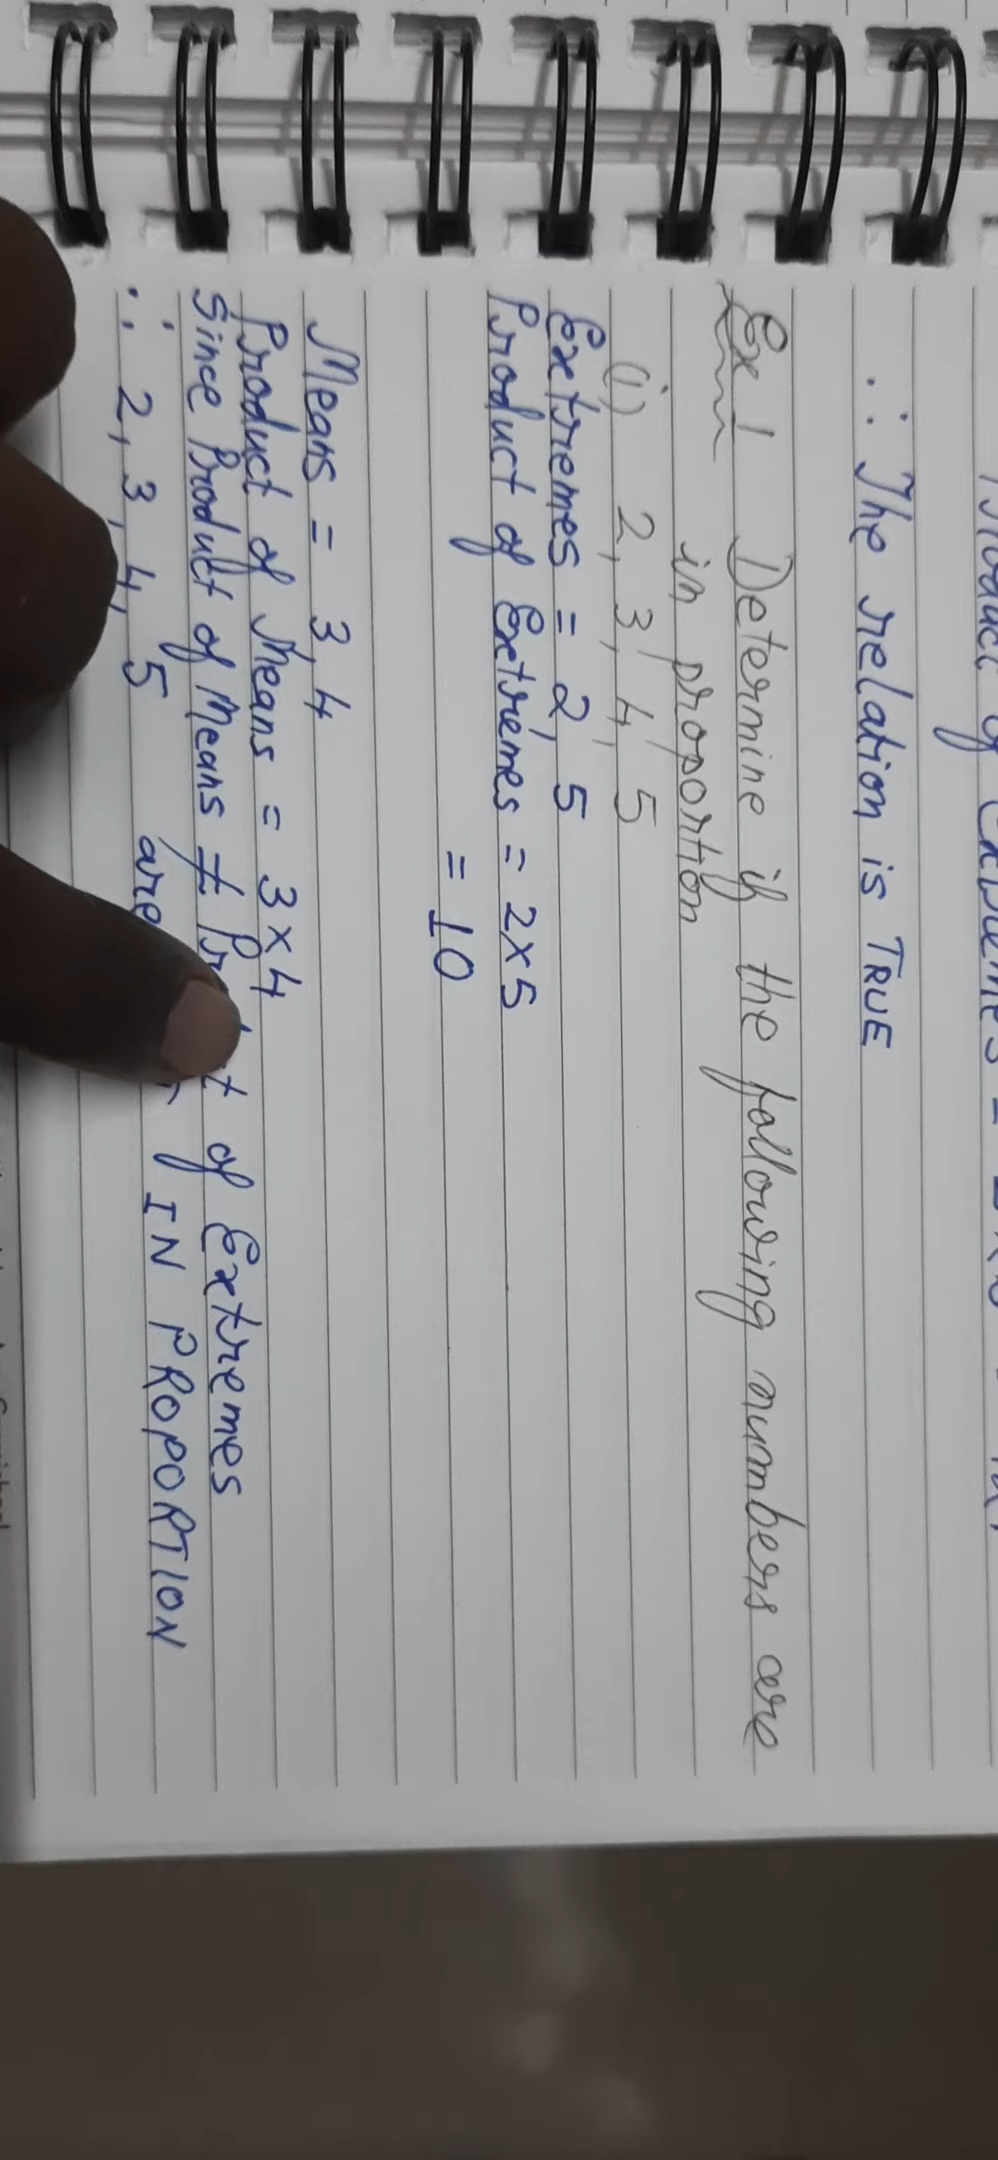 ∴ The relation is TRUE
Ex 1 Determine if the following numbers are
in proportion
(i) 2, 3, 4, 5
Extremes = 2, 5
Product of Extremes = 2 × 5
= 10
Means = 3, 4
Product of Means = 3 × 4
Since Product of Means ≠ of Extremes
∴ 2, 3, 4, 5 are IN PROPORTION